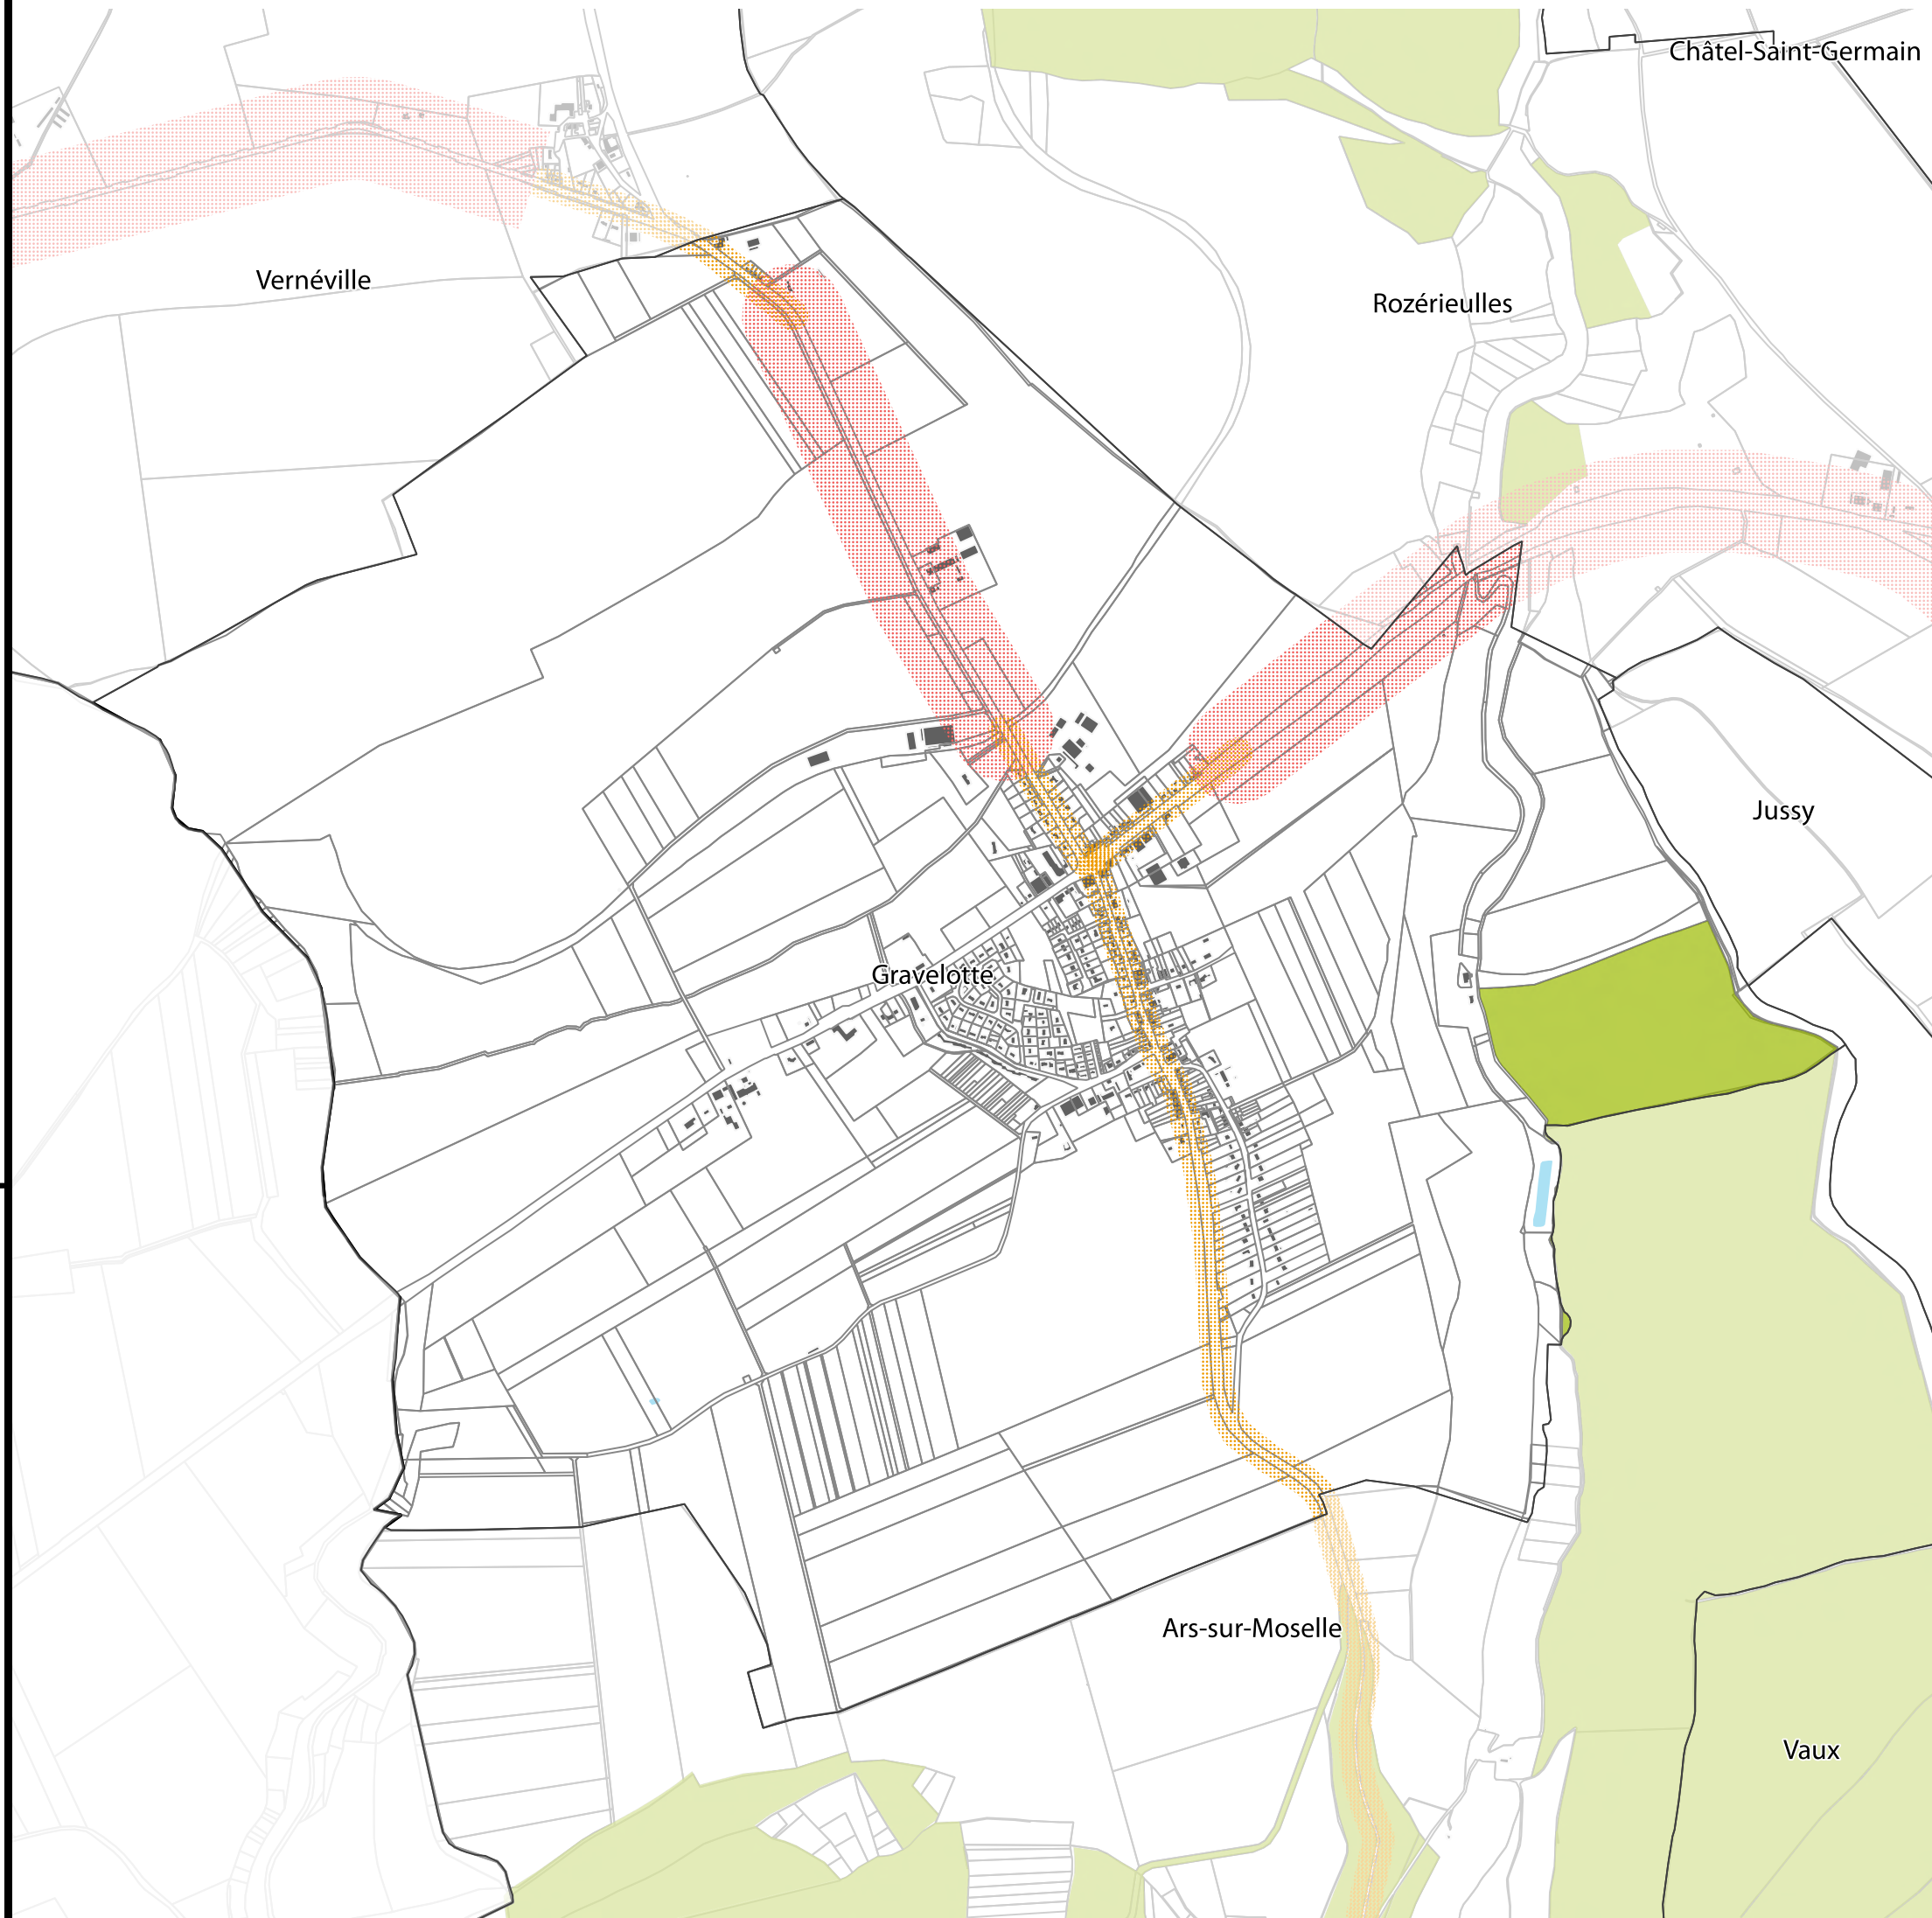 Châtel-Saint-Germain
Vernéville
Rozérieulles
Jussy
Gravelotte
Ars-sur-Moselle
Vaux